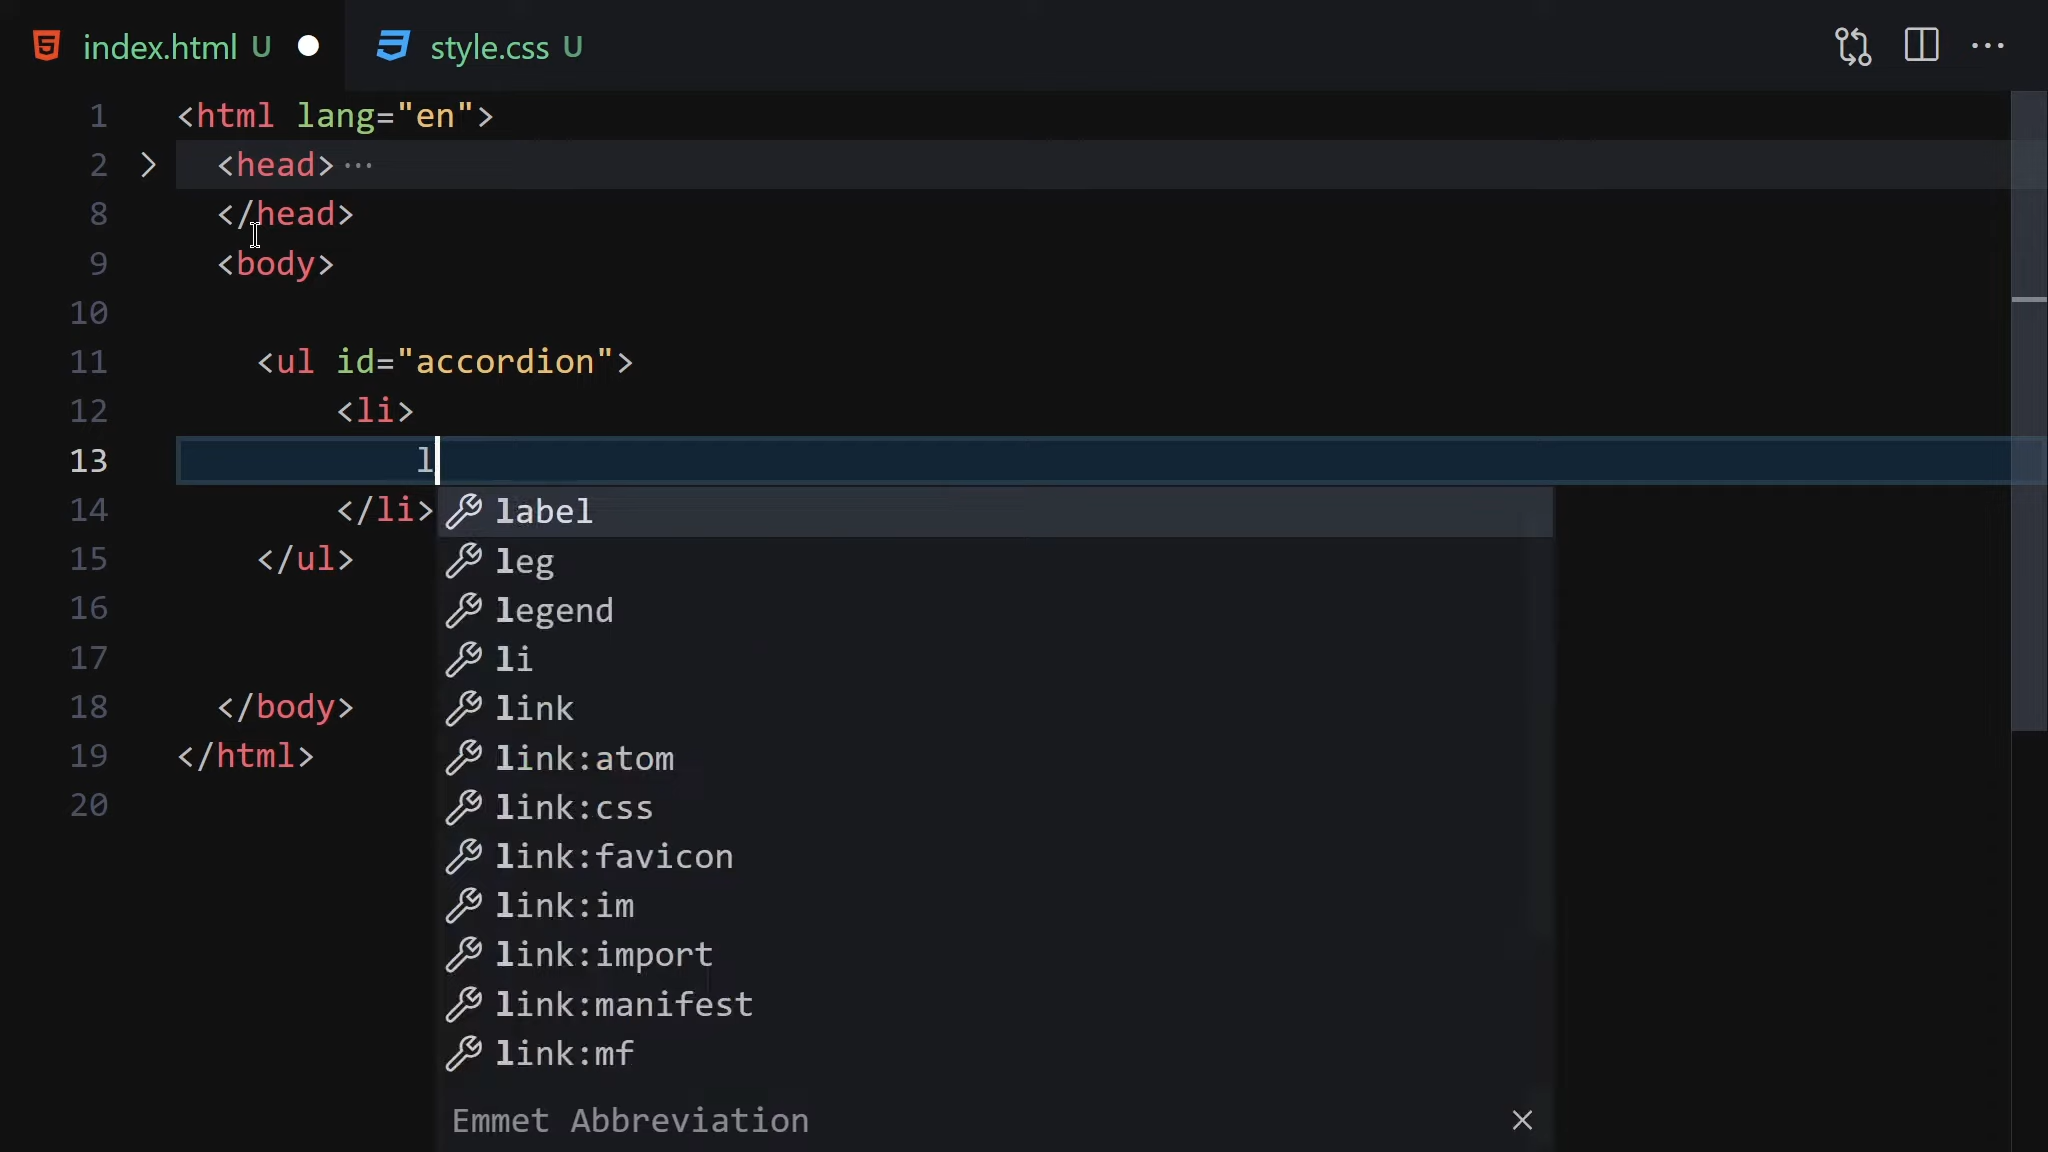 index.html U style.css U
1 <html lang="en">
2 <head> ···
8 </head>
9 <body>
10
11 <ul id="accordion">
12 <li>
13 l
14 </li>
15 </ul>
16
17
18 </body>
19 </html>
20
label
leg
legend
li
link
link:atom
link:css
link:favicon
link:im
link:import
link:manifest
link:mf
Emmet Abbreviation